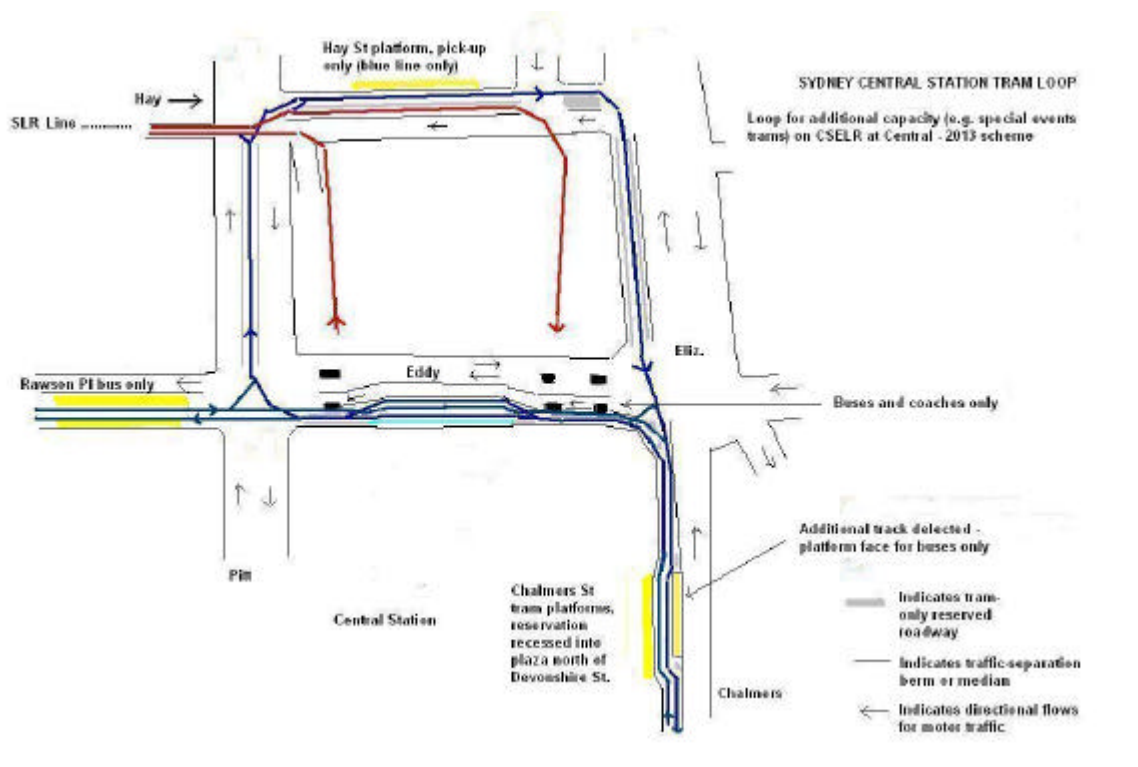 Hay St platform, pick-up
only (blue line only)
SYDNEY CENTRAL STATION TRAM LOOP
Hay
SLR Line ............
Loop for additional capacity (e.g. special events
trams) on CSELR at Central - 2013 scheme
Eliz.
Rawson Pl bus only
Eddy
Buses and coaches only
Additional track deleted -
platform face for buses only
Pitt
Central Station
Chalmers St
tram platforms,
reservation
recessed into
plaza north of
Devonshire St.
Indicates tram-
only reserved
roadway
Indicates traffic-separation
berm or median
Chalmers
Indicates directional flows
for motor traffic